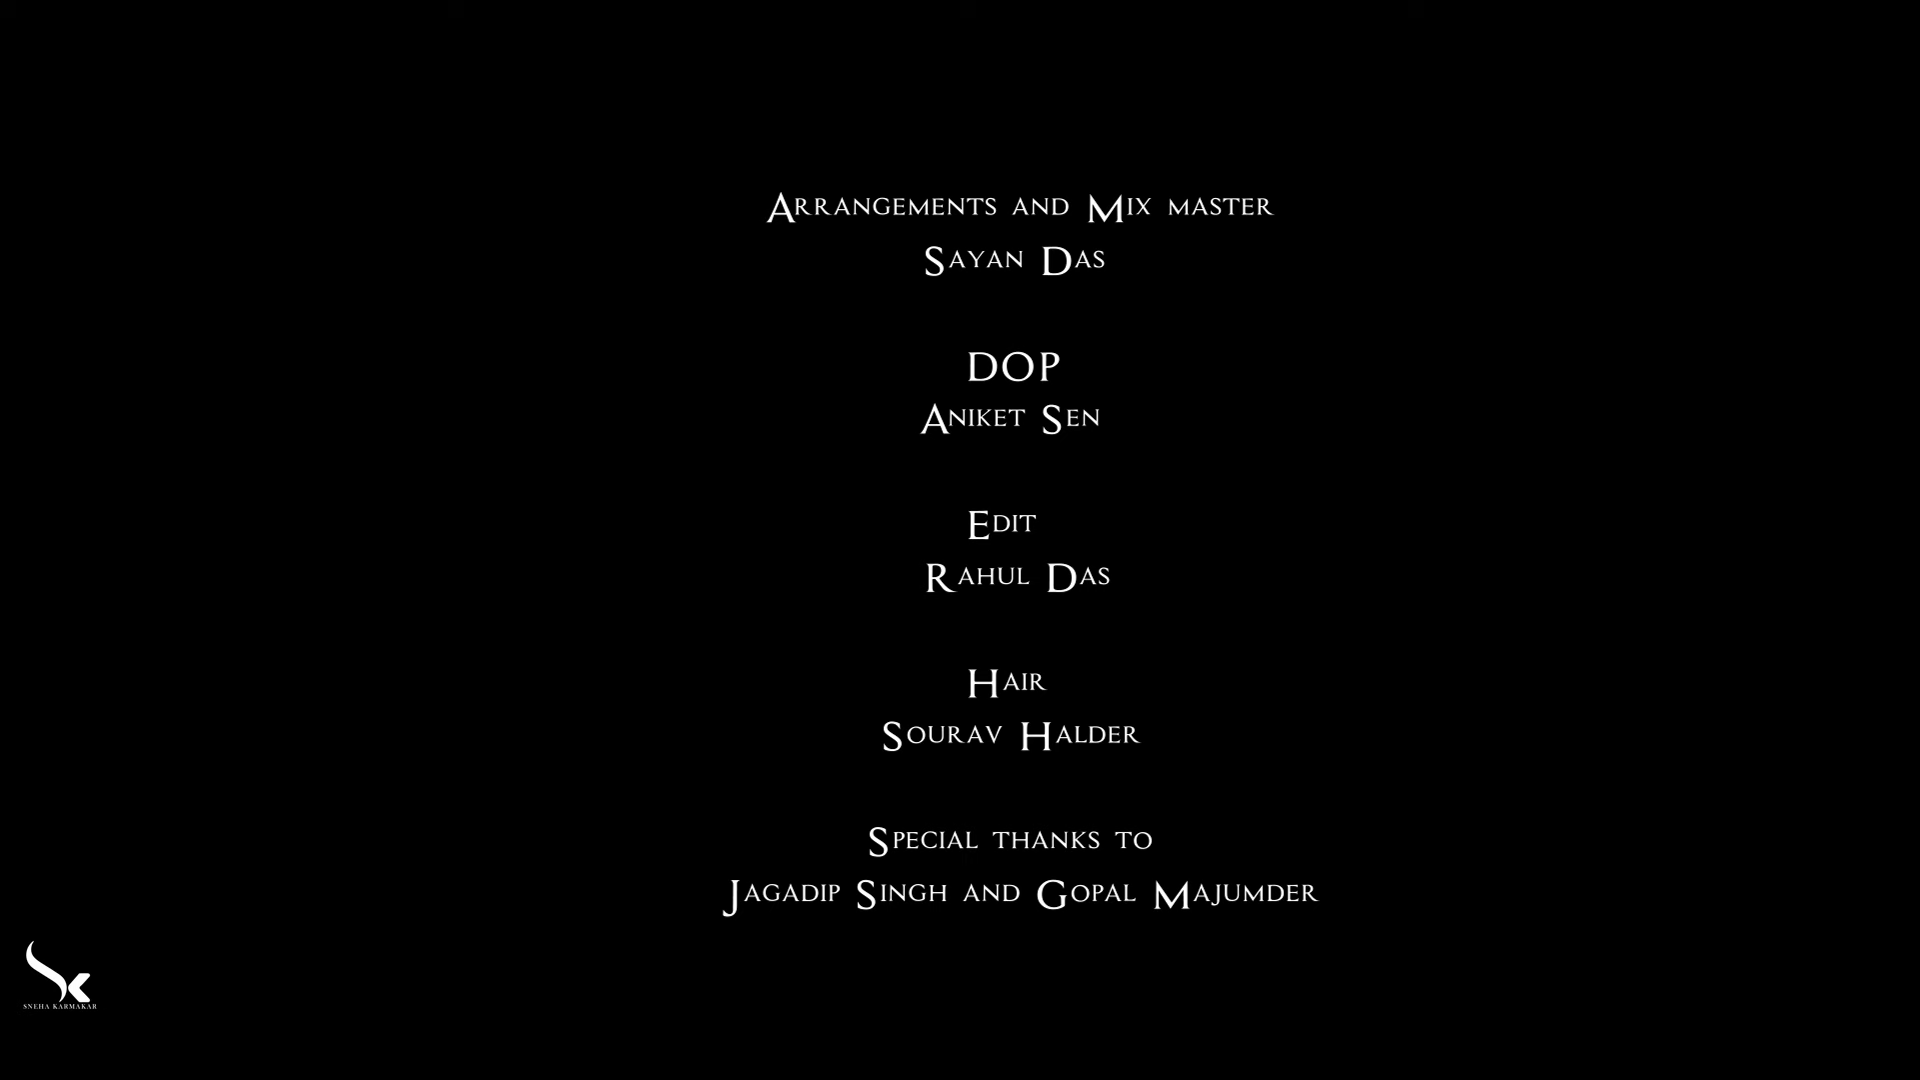 Arrangements and Mix master
Sayan Das
DOP
Aniket Sen
Edit
Rahul Das
Hair
Sourav Halder
Special thanks to
Jagadip Singh and Gopal Majumder
SK
SNEHA KARMAKAR